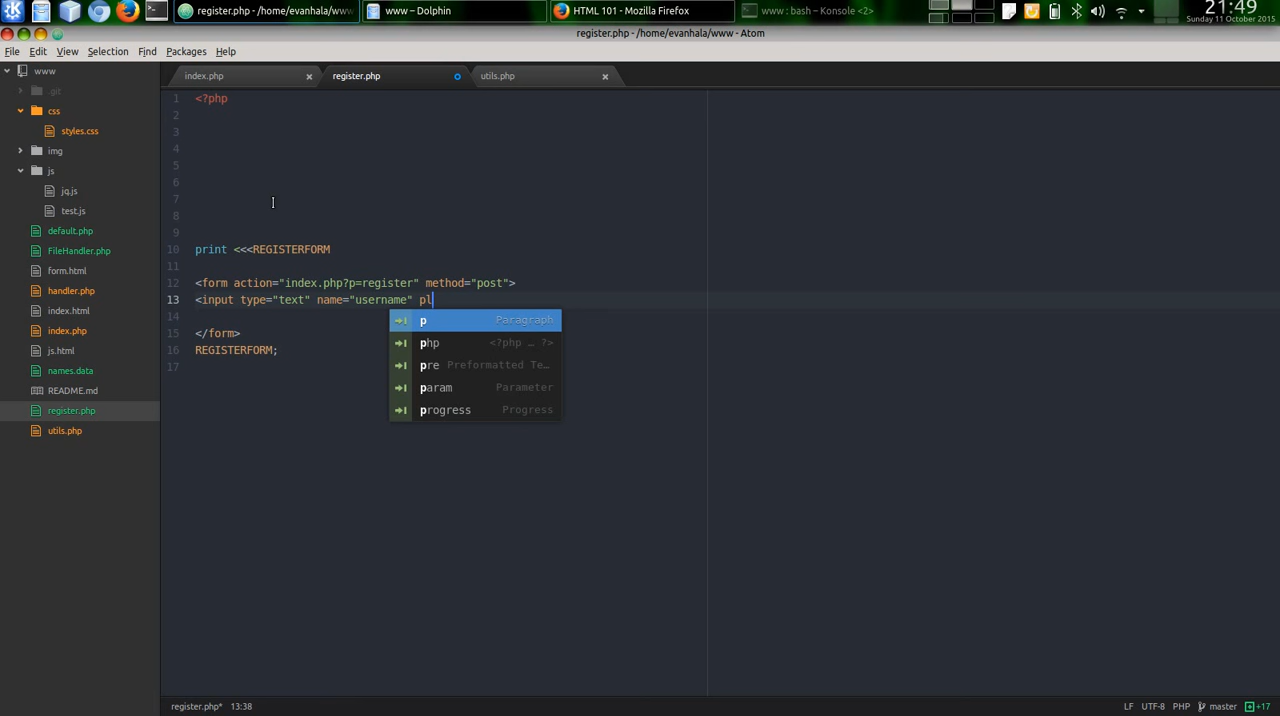 register.php - /home/evanhala/ww
www – Dolphin
HTML 101 - Mozilla Firefox
www : bash – Konsole <2>
21:49
Sunday 11 October 2015
register.php - /home/evanhala/www - Atom
File Edit View Selection Find Packages Help
www
index.php
register.php
utils.php
.git
css
styles.css
img
js
jq.js
test.js
default.php
FileHandler.php
form.html
handler.php
index.html
index.php
js.html
names.data
README.md
register.php
utils.php
1 <?php
2
3
4
5
6
7
8
9
10 print <<<REGISTERFORM
11
12 <form action="index.php?p=register" method="post">
13 <input type="text" name="username" pl
14
15 </form>
16 REGISTERFORM;
17
p Paragraph
php <?php … ?>
pre Preformatted Te…
param Parameter
progress Progress
register.php* 13:38
LF UTF-8 PHP master +17